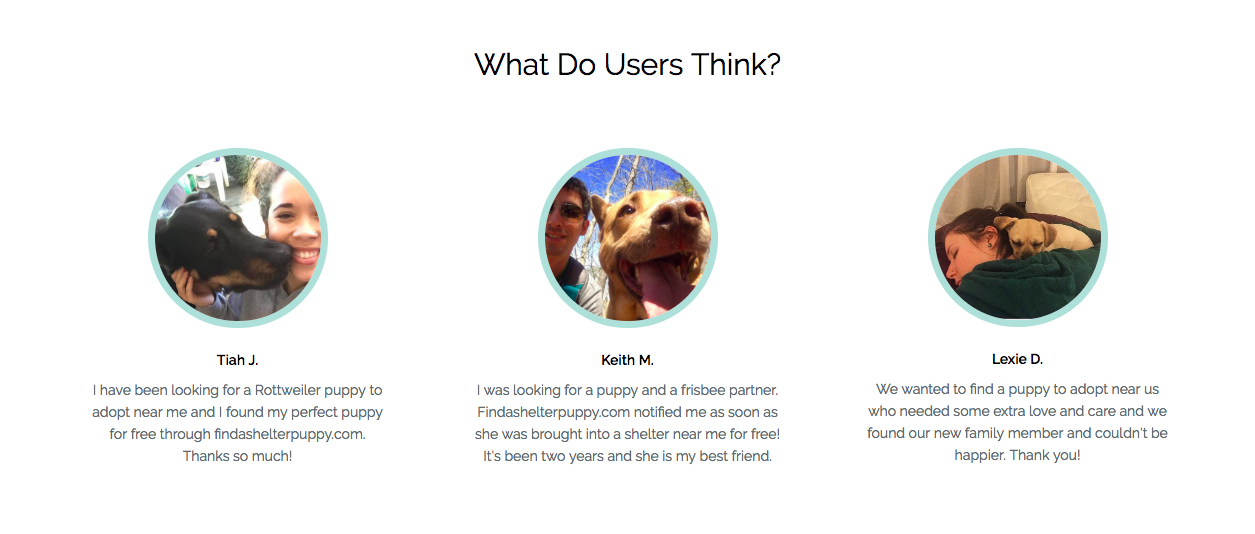 What Do Users Think?
Tiah J.
I have been looking for a Rottweiler puppy to
adopt near me and I found my perfect puppy
for free through findashelterpuppy.com.
Thanks so much!
Keith M.
I was looking for a puppy and a frisbee partner.
Findashelterpuppy.com notified me as soon as
she was brought into a shelter near me for free!
It's been two years and she is my best friend.
Lexie D.
We wanted to find a puppy to adopt near us
who needed some extra love and care and we
found our new family member and couldn't be
happier. Thank you!